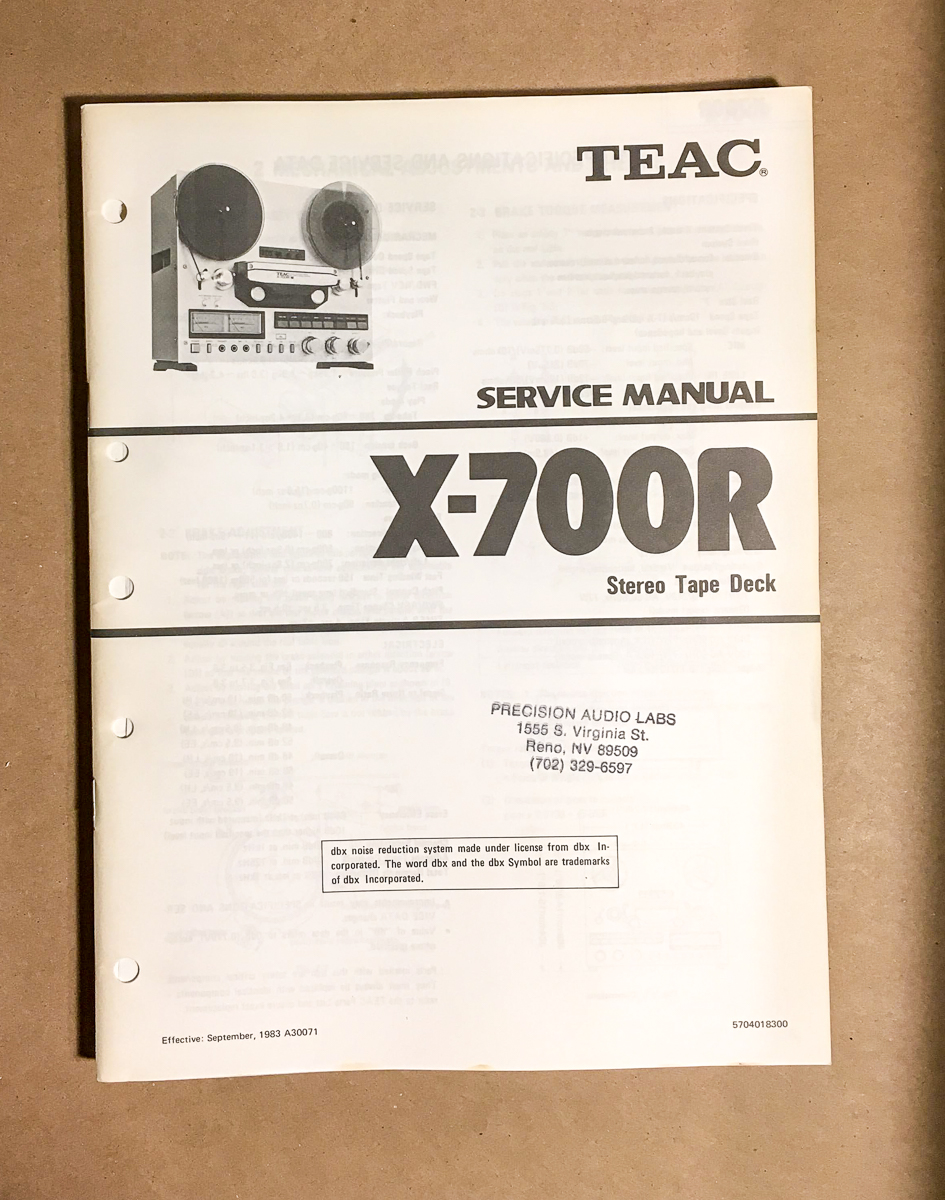 TEAC®
TEAC
SERVICE MANUAL
X-700R
Stereo Tape Deck
PRECISION AUDIO LABS
1555 S. Virginia St.
Reno, NV 89509
(702) 329-6597
dbx noise reduction system made under license from dbx In-
corporated. The word dbx and the dbx Symbol are trademarks
of dbx Incorporated.
Effective: September, 1983 A30071
5704018300